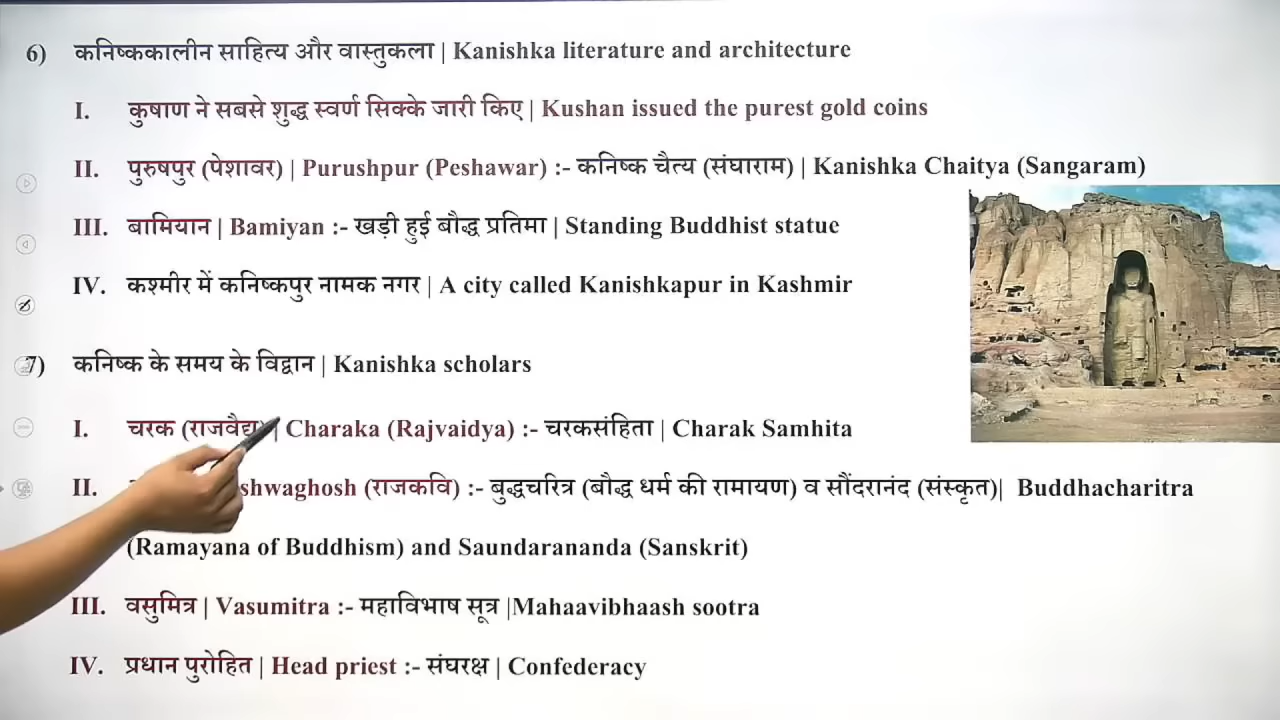 6) कनिष्ककालीन साहित्य और वास्तुकला | Kanishka literature and architecture
I. कुषाण ने सबसे शुद्ध स्वर्ण सिक्के जारी किए | Kushan issued the purest gold coins
II. पुरुषपुर (पेशावर) | Purushpur (Peshawar) :- कनिष्क चैत्य (संघाराम) | Kanishka Chaitya (Sangaram)
III. बामियान | Bamiyan :- खड़ी हुई बौद्ध प्रतिमा | Standing Buddhist statue
IV. कश्मीर में कनिष्कपुर नामक नगर | A city called Kanishkapur in Kashmir
7) कनिष्क के समय के विद्वान | Kanishka scholars
I. चरक (राजवैद्य) | Charaka (Rajvaidya) :- चरकसंहिता | Charak Samhita
II. shwaghosh (राजकवि) :- बुद्धचरित्र (बौद्ध धर्म की रामायण) व सौंदरानंद (संस्कृत)| Buddhacharitra
(Ramayana of Buddhism) and Saundarananda (Sanskrit)
III. वसुमित्र | Vasumitra :- महाविभाष सूत्र |Mahaavibhaash sootra
IV. प्रधान पुरोहित | Head priest :- संघरक्ष | Confederacy